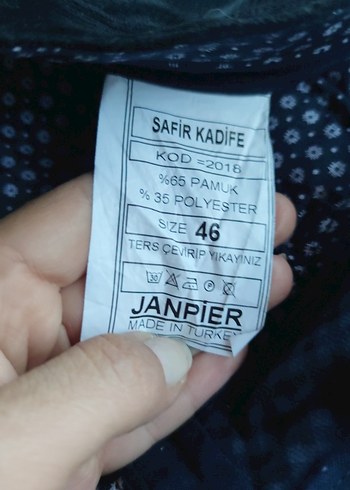 SAFİR KADİFE
KOD =2018
%65 PAMUK
% 35 POLYESTER
SIZE 46
TERS ÇEVİRİP YIKAYINIZ
JANPİER
MADE IN TURKEY